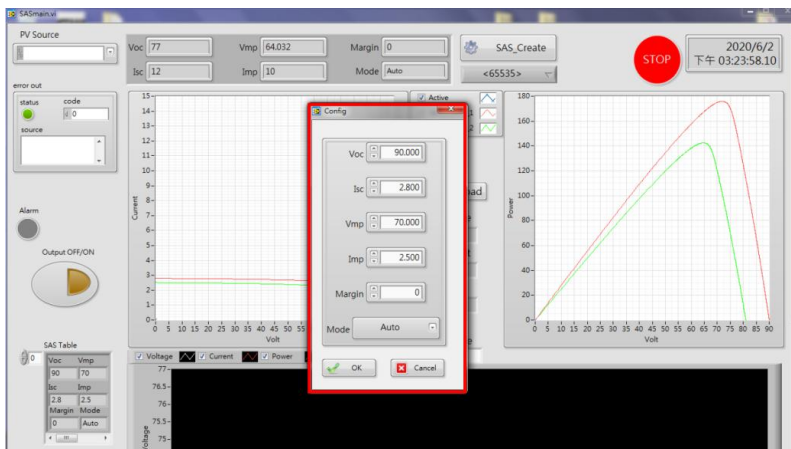 SASmain.vi
PV Source
Voc 77 Vmp 64.032 Margin 0 SAS_Create
Isc 12 Imp 10 Mode Auto <65535>
STOP
2020/6/2
下午 03:23:58.10
error out
status code
0
source
Alarm
Output OFF/ON
SAS Table
0
Voc Vmp
90 70
Isc Imp
2.8 2.5
Margin Mode
0 Auto
15-
14-
13-
12-
11-
10-
9-
8-
7-
6-
5-
4-
3-
2-
1-
0-
Current
0 5 10 15 20 25 30 35 40 45 50 55
Volt
Active
Config
Voc 90.000
Isc 2.800
Vmp 70.000
Imp 2.500
Margin 0
Mode Auto
OK Cancel
180-
160-
140-
120-
100-
80-
60-
40-
20-
0-
Power
0 5 10 15 20 25 30 35 40 45 50 55 60 65 70 75 80 85 90
Volt
Voltage Current Power
77-
76.5-
76-
75.5-
75-
Voltage